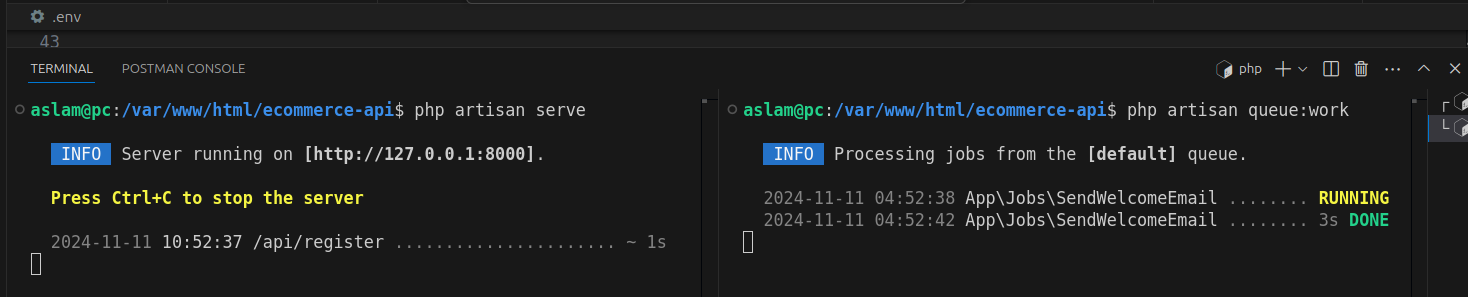 .env
43
TERMINAL POSTMAN CONSOLE php
aslam@pc:/var/www/html/ecommerce-api$ php artisan serve
INFO Server running on [http://127.0.0.1:8000].
Press Ctrl+C to stop the server
2024-11-11 10:52:37 /api/register ...................... ~ 1s
aslam@pc:/var/www/html/ecommerce-api$ php artisan queue:work
INFO Processing jobs from the [default] queue.
2024-11-11 04:52:38 App\Jobs\SendWelcomeEmail ........ RUNNING
2024-11-11 04:52:42 App\Jobs\SendWelcomeEmail ........ 3s DONE